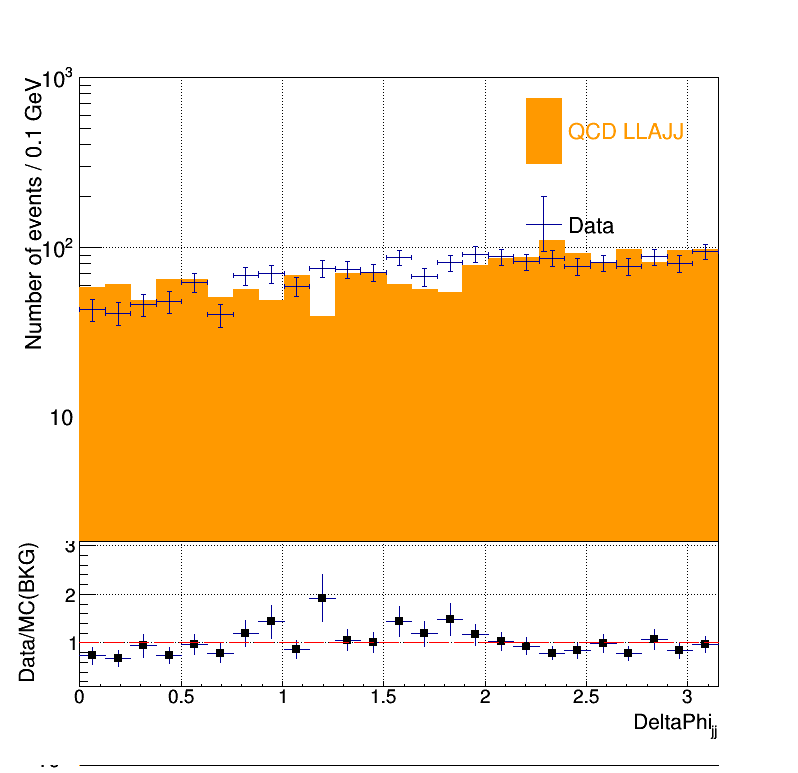 10³
Number of events / 0.1 GeV
QCD LLAJJ
Data
10²
10
Data/MC(BKG)
3
2
1
0 0.5 1 1.5 2 2.5 3
DeltaPhi_jj